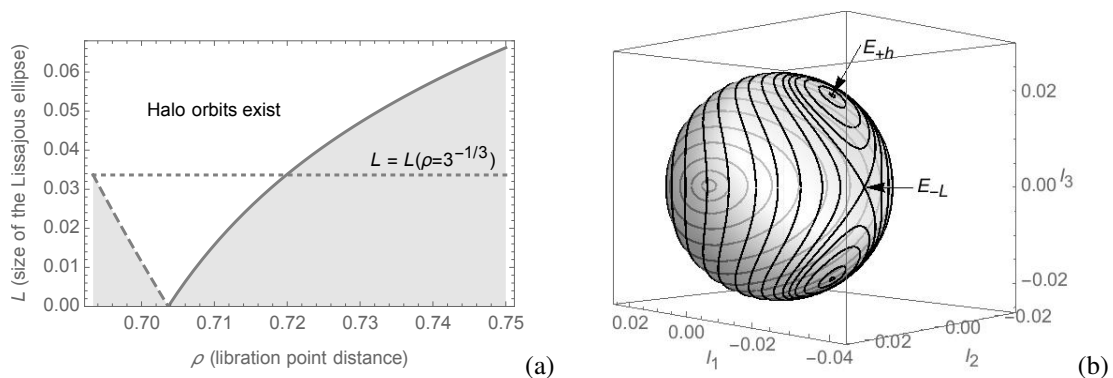 L (size of the Lissajous ellipse)
0.06
0.05
0.04
0.03
0.02
0.01
0.00
Halo orbits exist
L = L(ρ=3^{-1/3})
0.70 0.71 0.72 0.73 0.74 0.75
ρ (libration point distance)
(a)
E_{+h}
E_{-L}
0.02
0.00 I_3
-0.02
0.02 0.00 -0.02 -0.04
I_1
0.02 0.00 -0.02
I_2
(b)